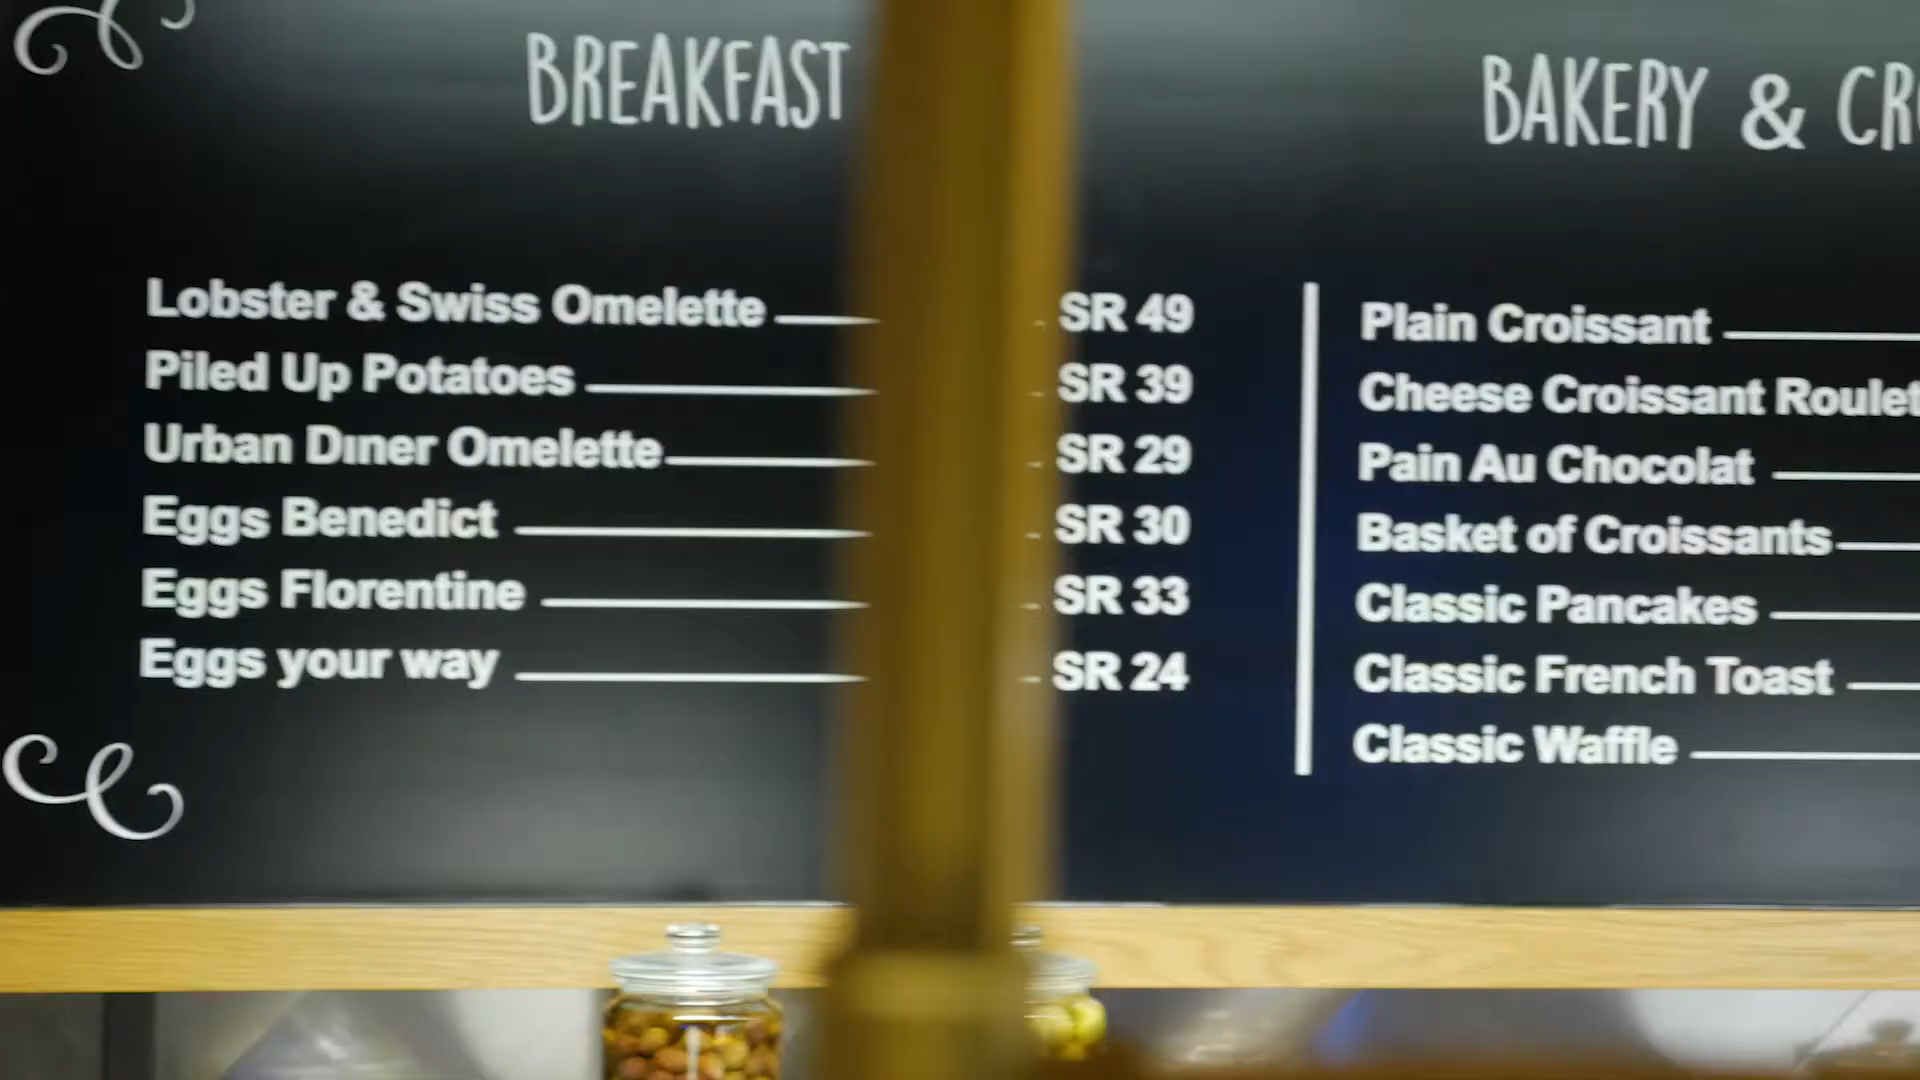 BREAKFAST
Lobster & Swiss Omelette SR 49
Piled Up Potatoes SR 39
Urban Dıner Omelette SR 29
Eggs Benedict SR 30
Eggs Florentine SR 33
Eggs your way SR 24
BAKERY &
Plain Croissant
Cheese Croissant
Pain Au Chocolat
Basket of Croissants
Classic Pancakes
Classic French Toast
Classic Waffle